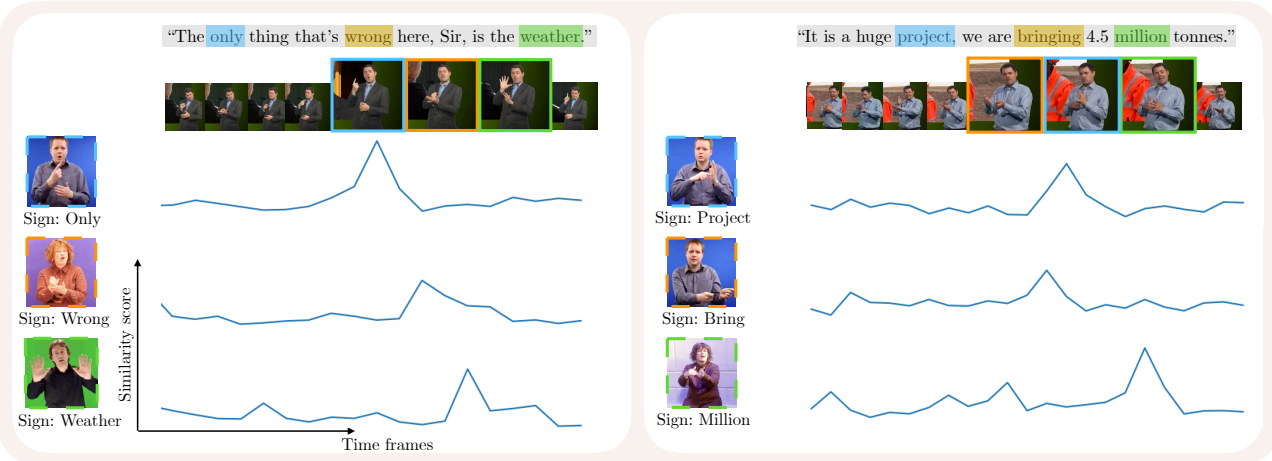 “The only thing that’s wrong here, Sir, is the weather.”
Sign: Only
Sign: Wrong
Sign: Weather
Similarity score
Time frames
“It is a huge project, we are bringing 4.5 million tonnes.”
Sign: Project
Sign: Bring
Sign: Million